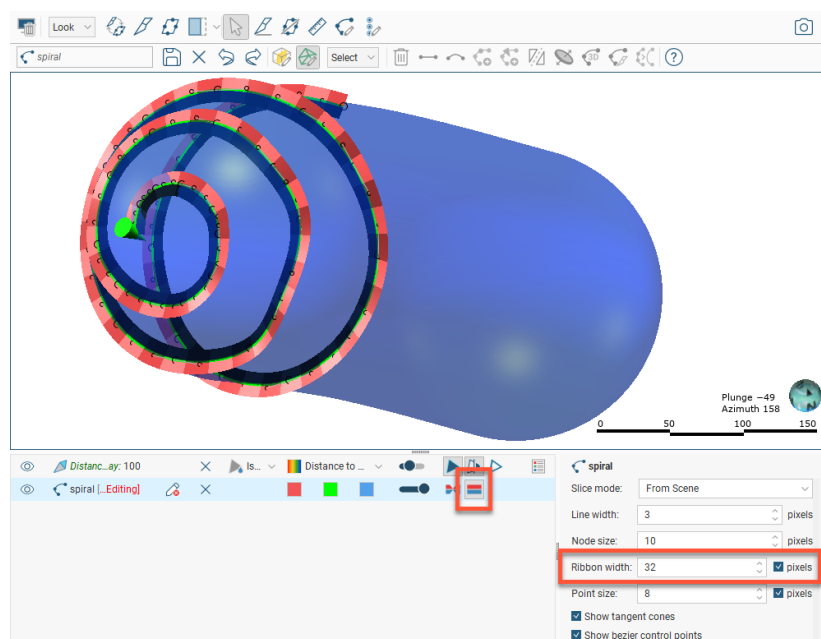 Look
spiral
Select
3D
Plunge −49
Azimuth 158
0 50 100 150
Distanc...ay: 100
Is...
Distance to ...
spiral [...Editing]
spiral
Slice mode: From Scene
Line width: 3 pixels
Node size: 10 pixels
Ribbon width: 32 pixels
Point size: 8 pixels
Show tangent cones
Show bezier control points